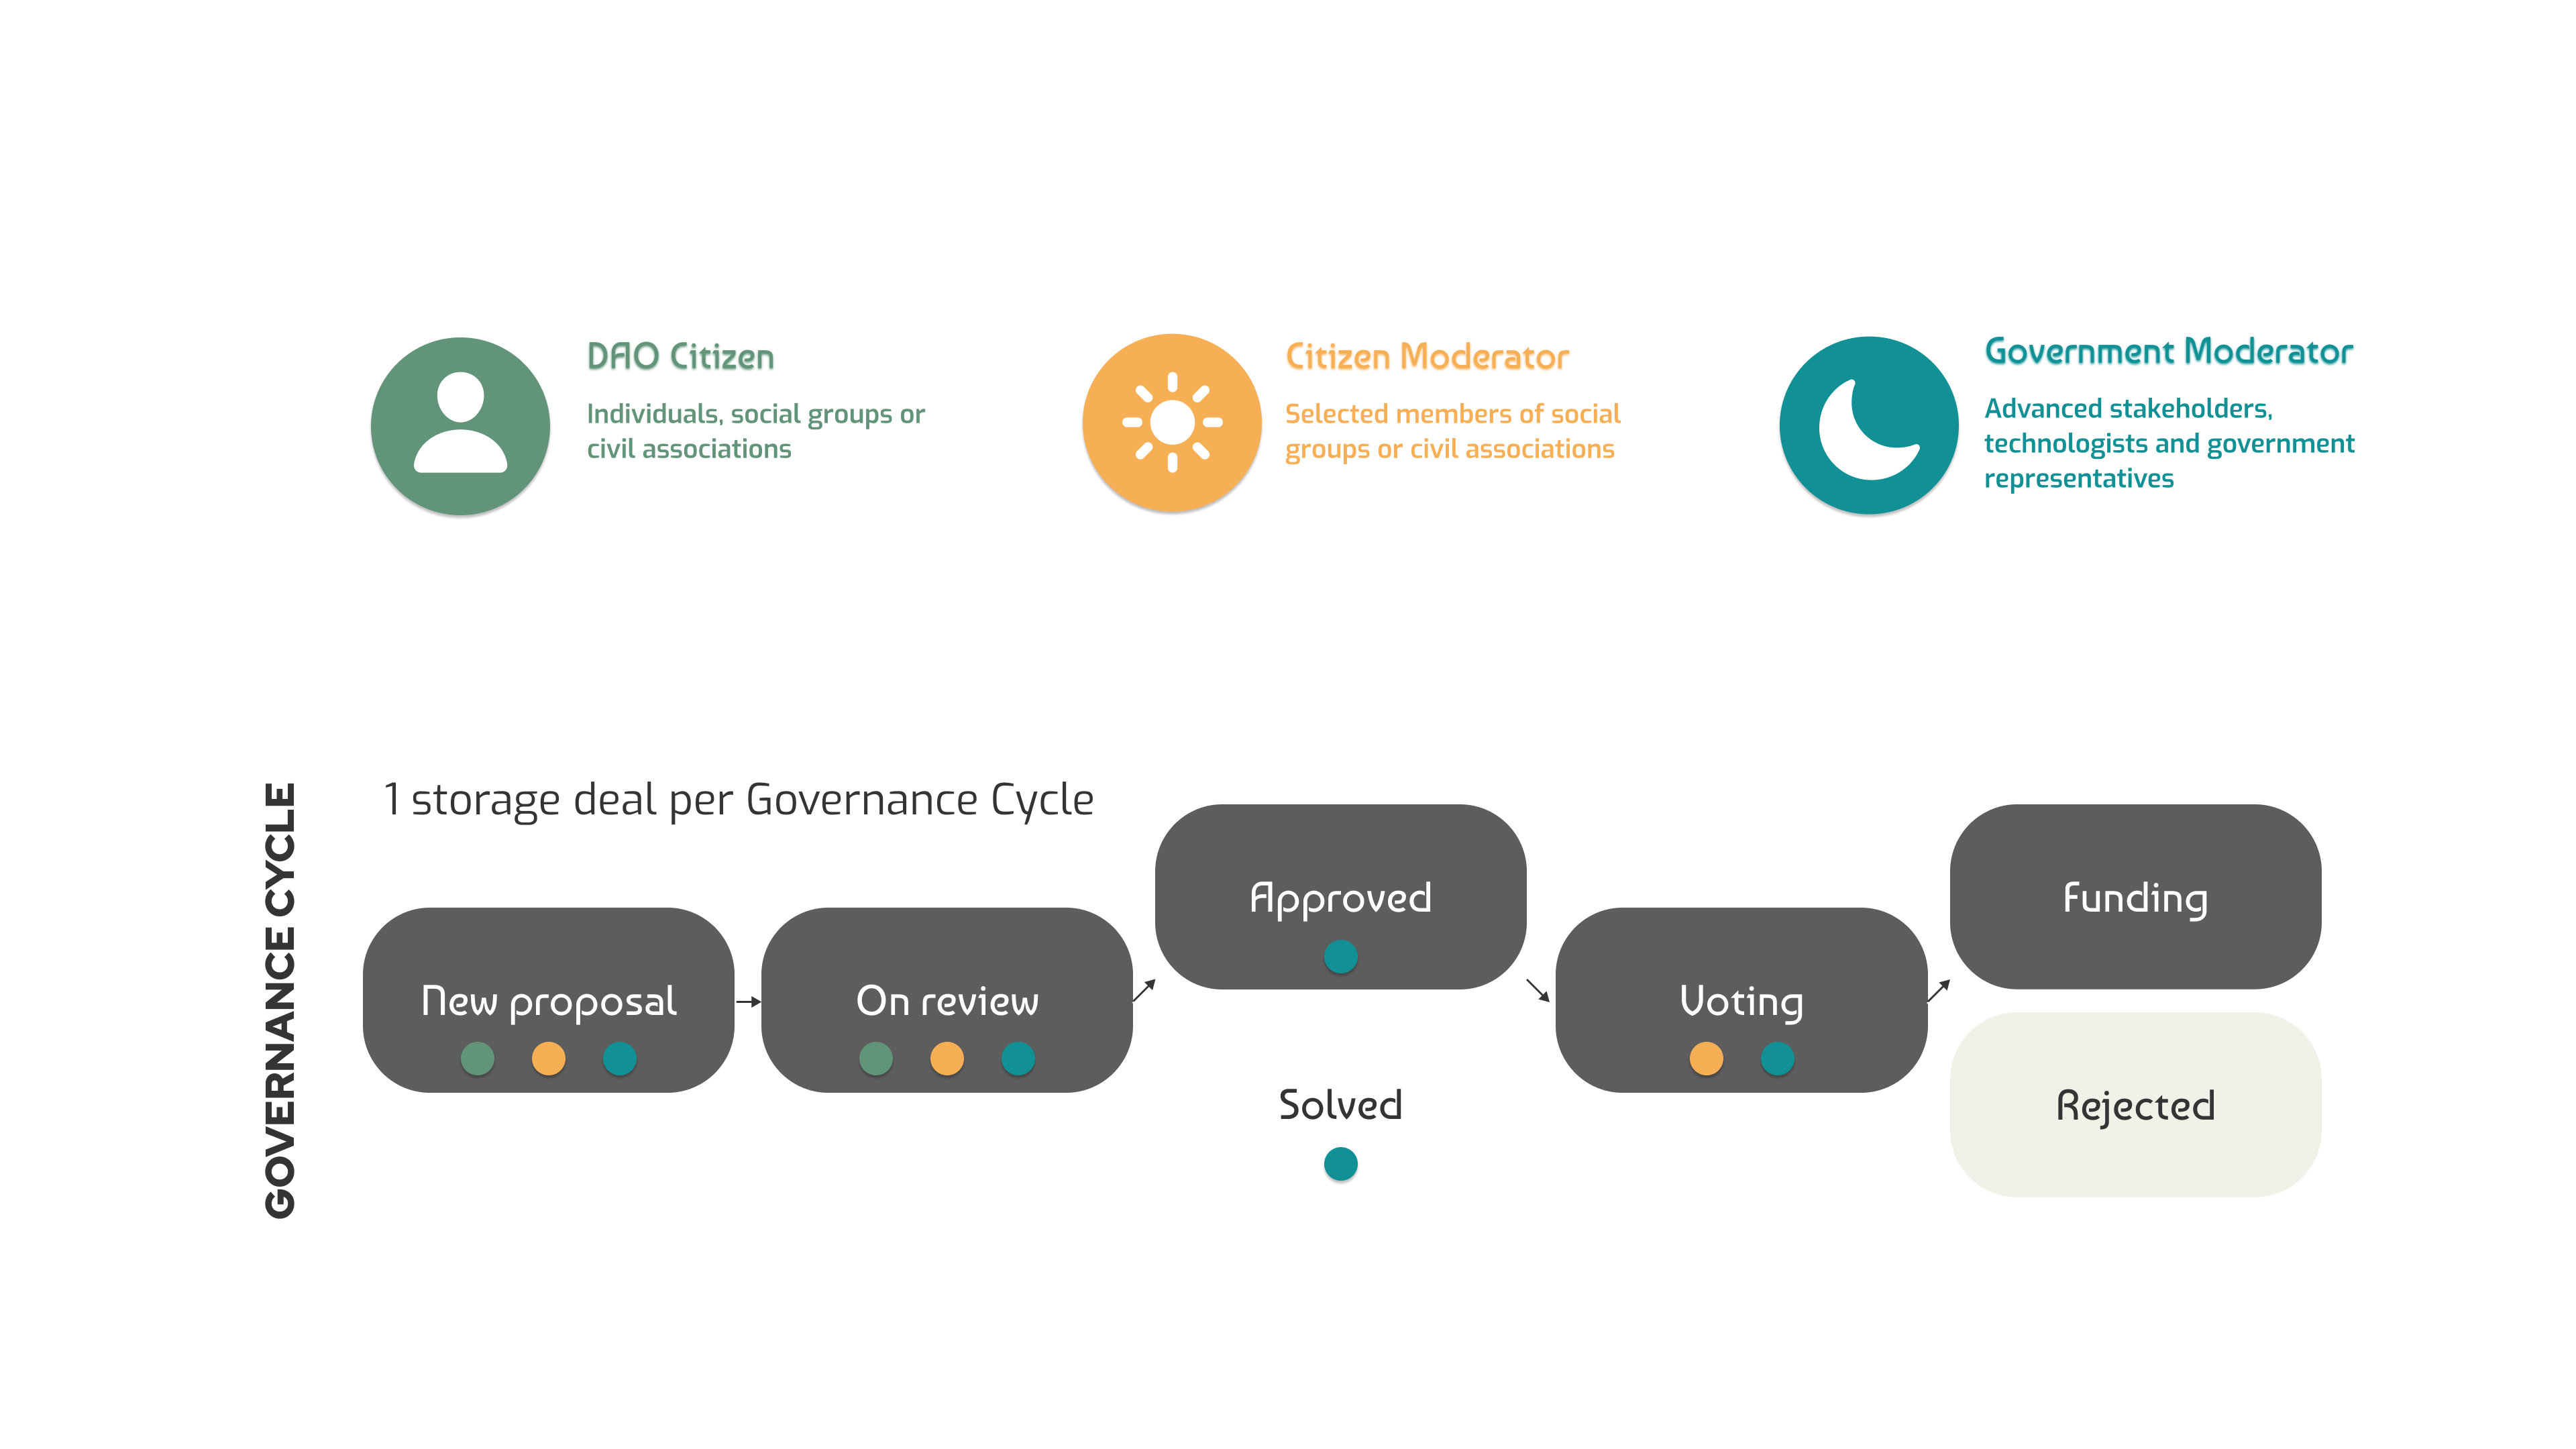 DAO Citizen
Individuals, social groups or
civil associations
Citizen Moderator
Selected members of social
groups or civil associations
Government Moderator
Advanced stakeholders,
technologists and government
representatives
GOVERNANCE CYCLE
1 storage deal per Governance Cycle
New proposal
On review
Approved
Solved
Voting
Funding
Rejected